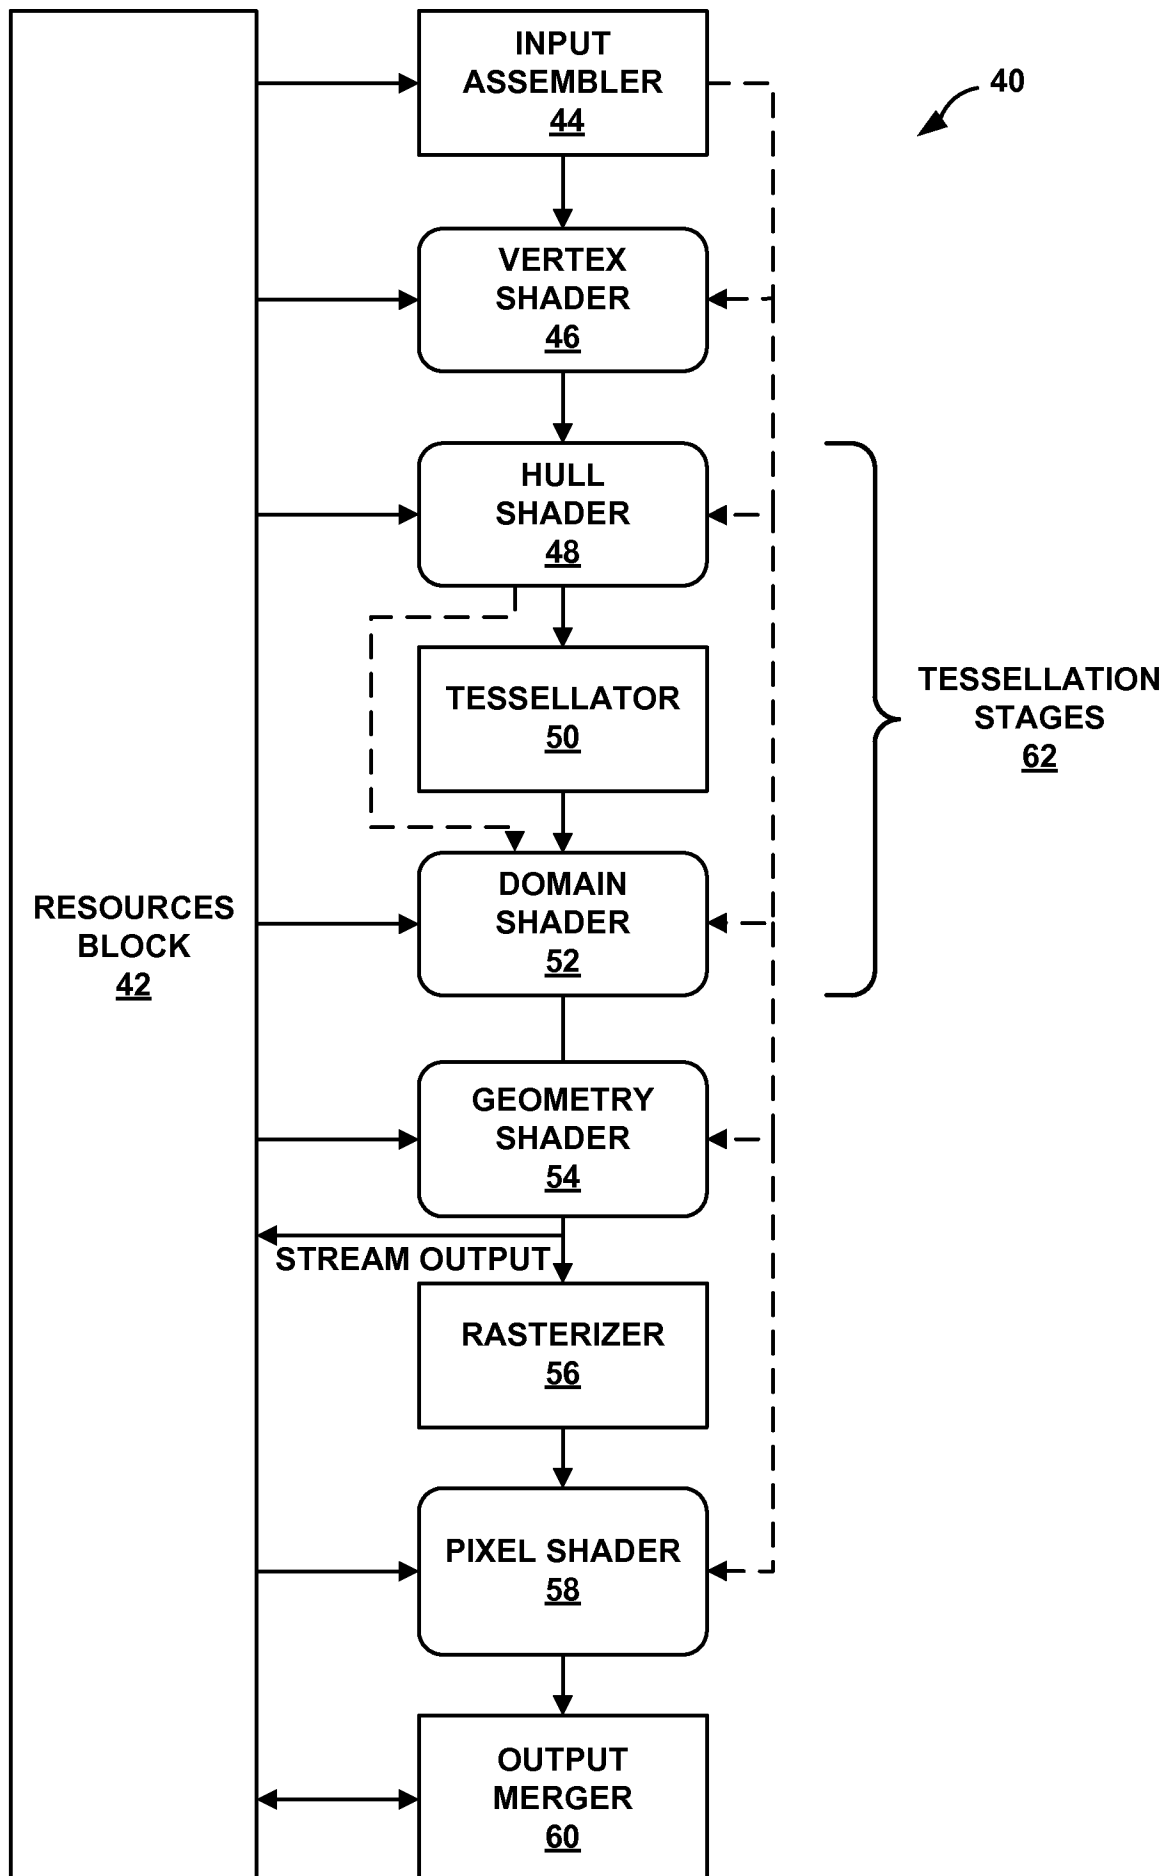 INPUT
ASSEMBLER
44
40
VERTEX
SHADER
46
HULL
SHADER
48
TESSELLATOR
50
TESSELLATION
STAGES
62
RESOURCES
BLOCK
42
DOMAIN
SHADER
52
GEOMETRY
SHADER
54
STREAM OUTPUT
RASTERIZER
56
PIXEL SHADER
58
OUTPUT
MERGER
60